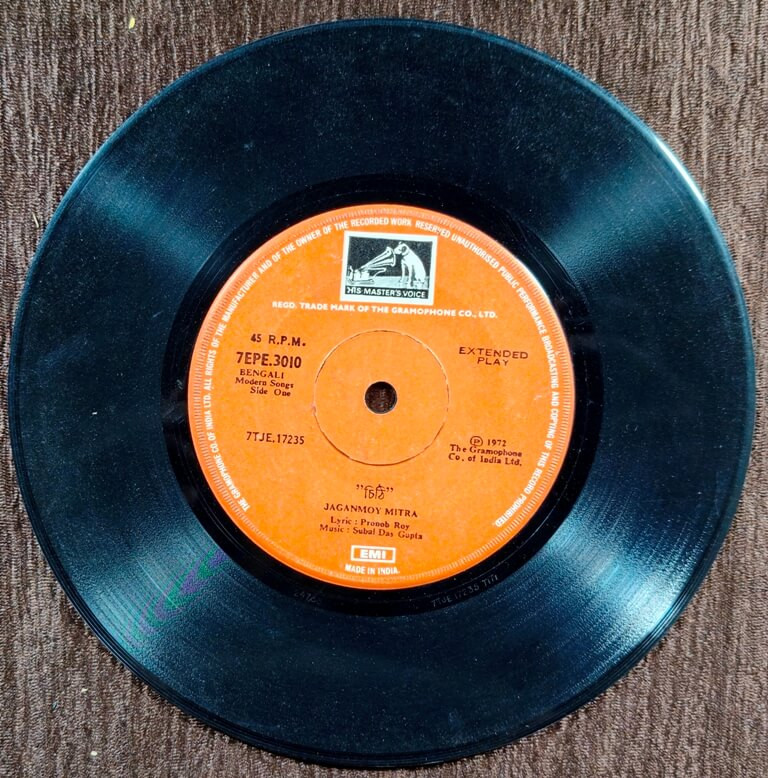 THE GRAMOPHONE CO. OF INDIA LTD. ALL RIGHTS OF THE MANUFACTURER AND OF THE OWNER OF THE RECORDED WORK RESERVED UNAUTHORISED PUBLIC PERFORMANCE BROADCASTING AND COPYING OF THIS RECORD PROHIBITED
HIS MASTER'S VOICE
REGD. TRADE MARK OF THE GRAMOPHONE CO., LTD.
45 R.P.M.
7EPE.3010
BENGALI
Modern Songs
Side One
EXTENDED
PLAY
7TJE.17235
Ⓟ 1972
The Gramophone
Co. of India Ltd.
"চিঠি"
JAGANMOY MITRA
Lyric : Pronob Roy
Music : Subal Das Gupta
EMI
MADE IN INDIA.